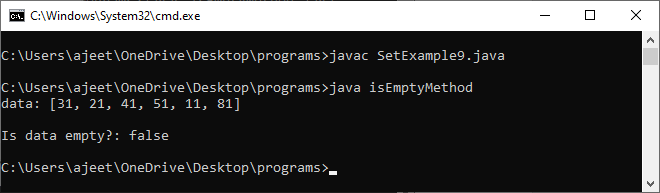 C:\Windows\System32\cmd.exe
C:\Users\ajeet\OneDrive\Desktop\programs>javac SetExample9.java
C:\Users\ajeet\OneDrive\Desktop\programs>java isEmptyMethod
data: [31, 21, 41, 51, 11, 81]
Is data empty?: false
C:\Users\ajeet\OneDrive\Desktop\programs>